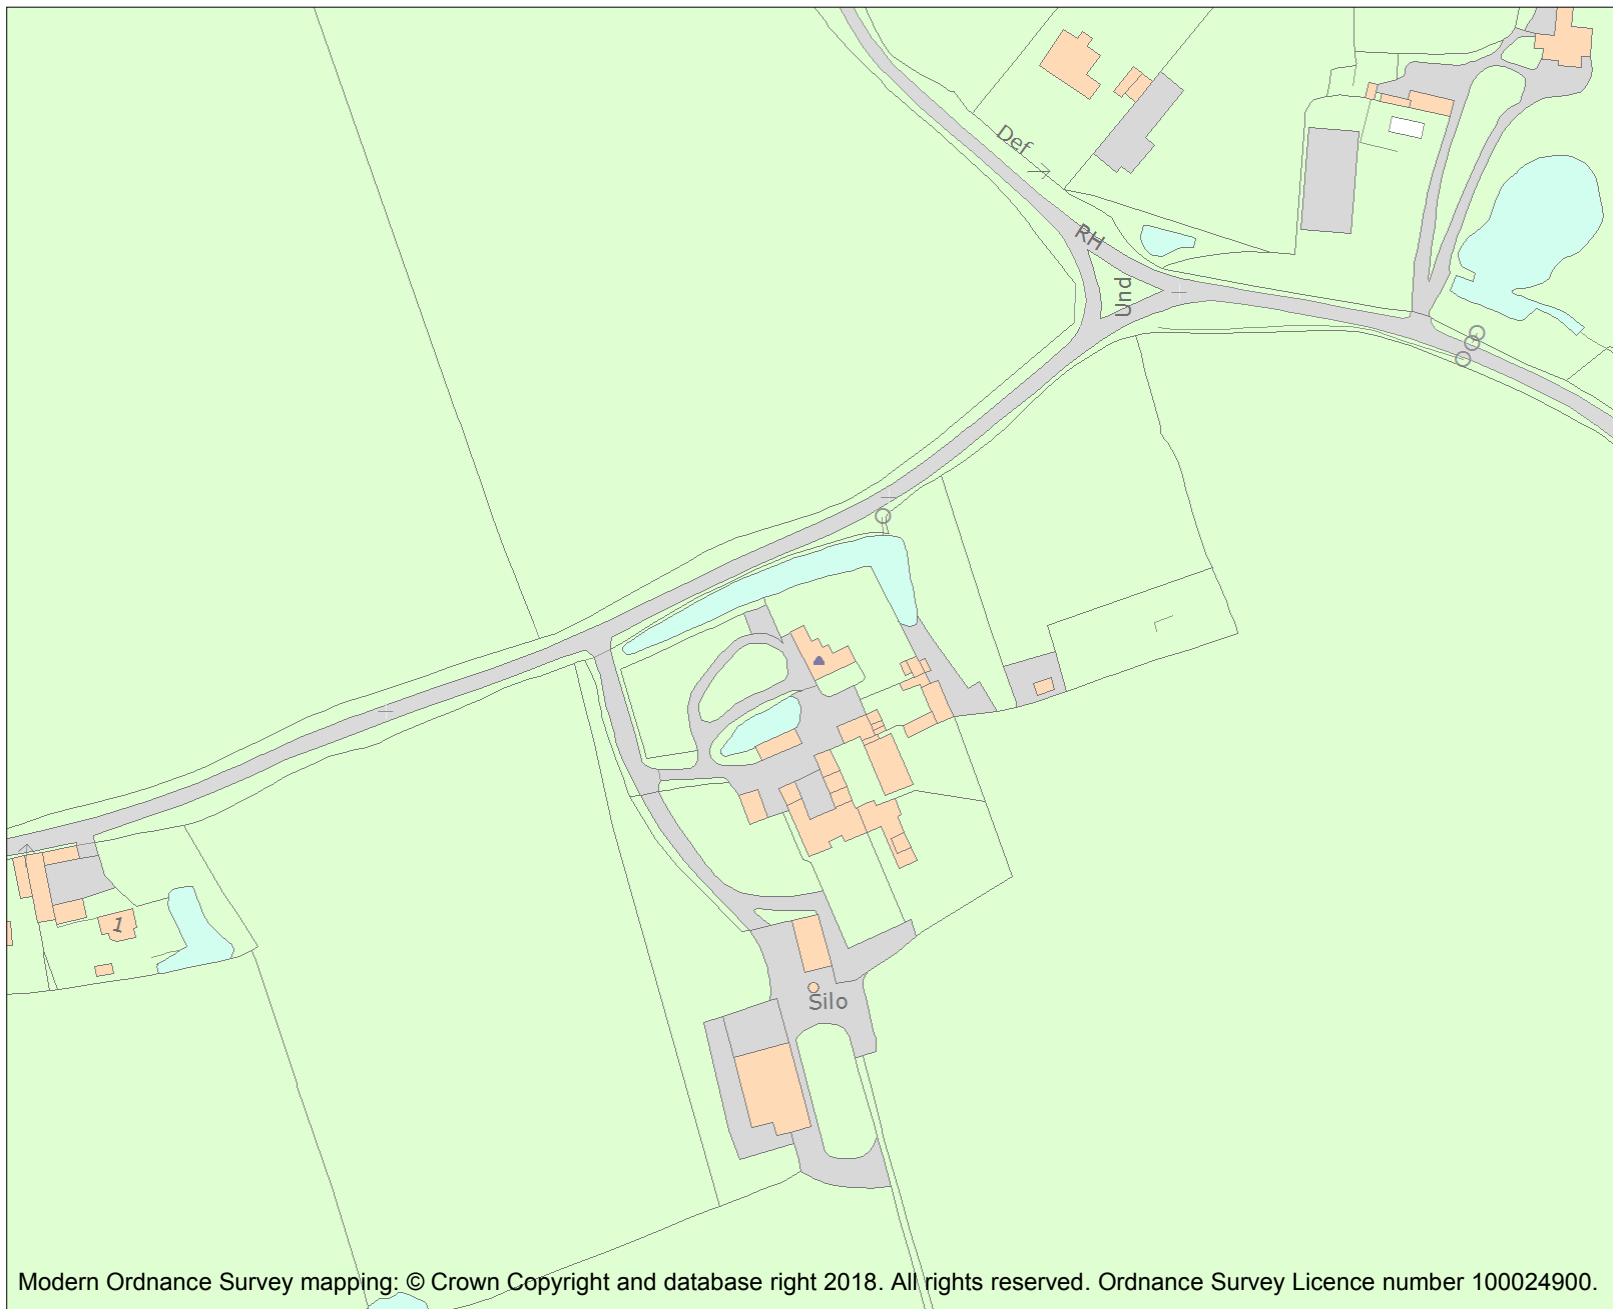 Def
RH
Und
1
Silo
Modern Ordnance Survey mapping: © Crown Copyright and database right 2018. All rights reserved. Ordnance Survey Licence number 100024900.